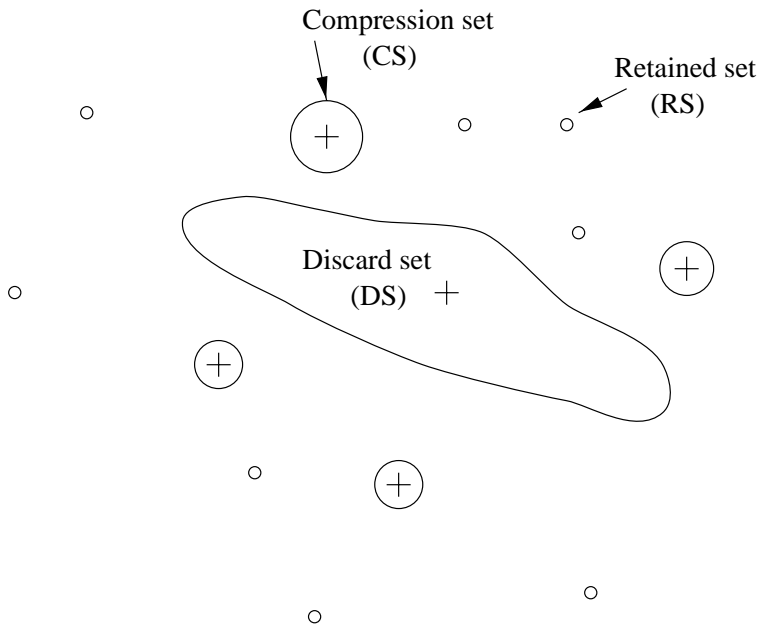 Compression set
(CS)
Retained set
(RS)
Discard set
(DS)